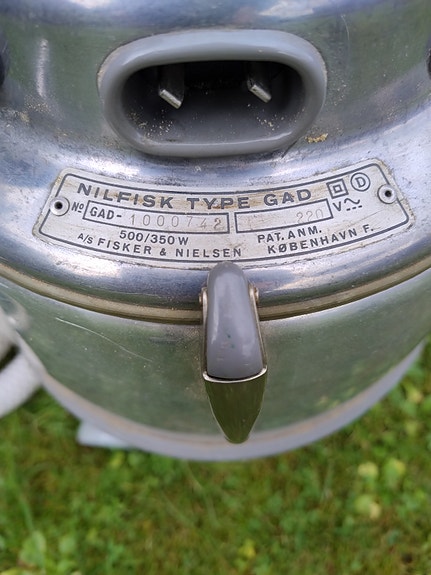 NILFISK TYPE GAD D
Nº GAD- 1000742 220 V
500/350 W PAT. ANM.
A/S FISKER & NIELSEN KØBENHAVN F.